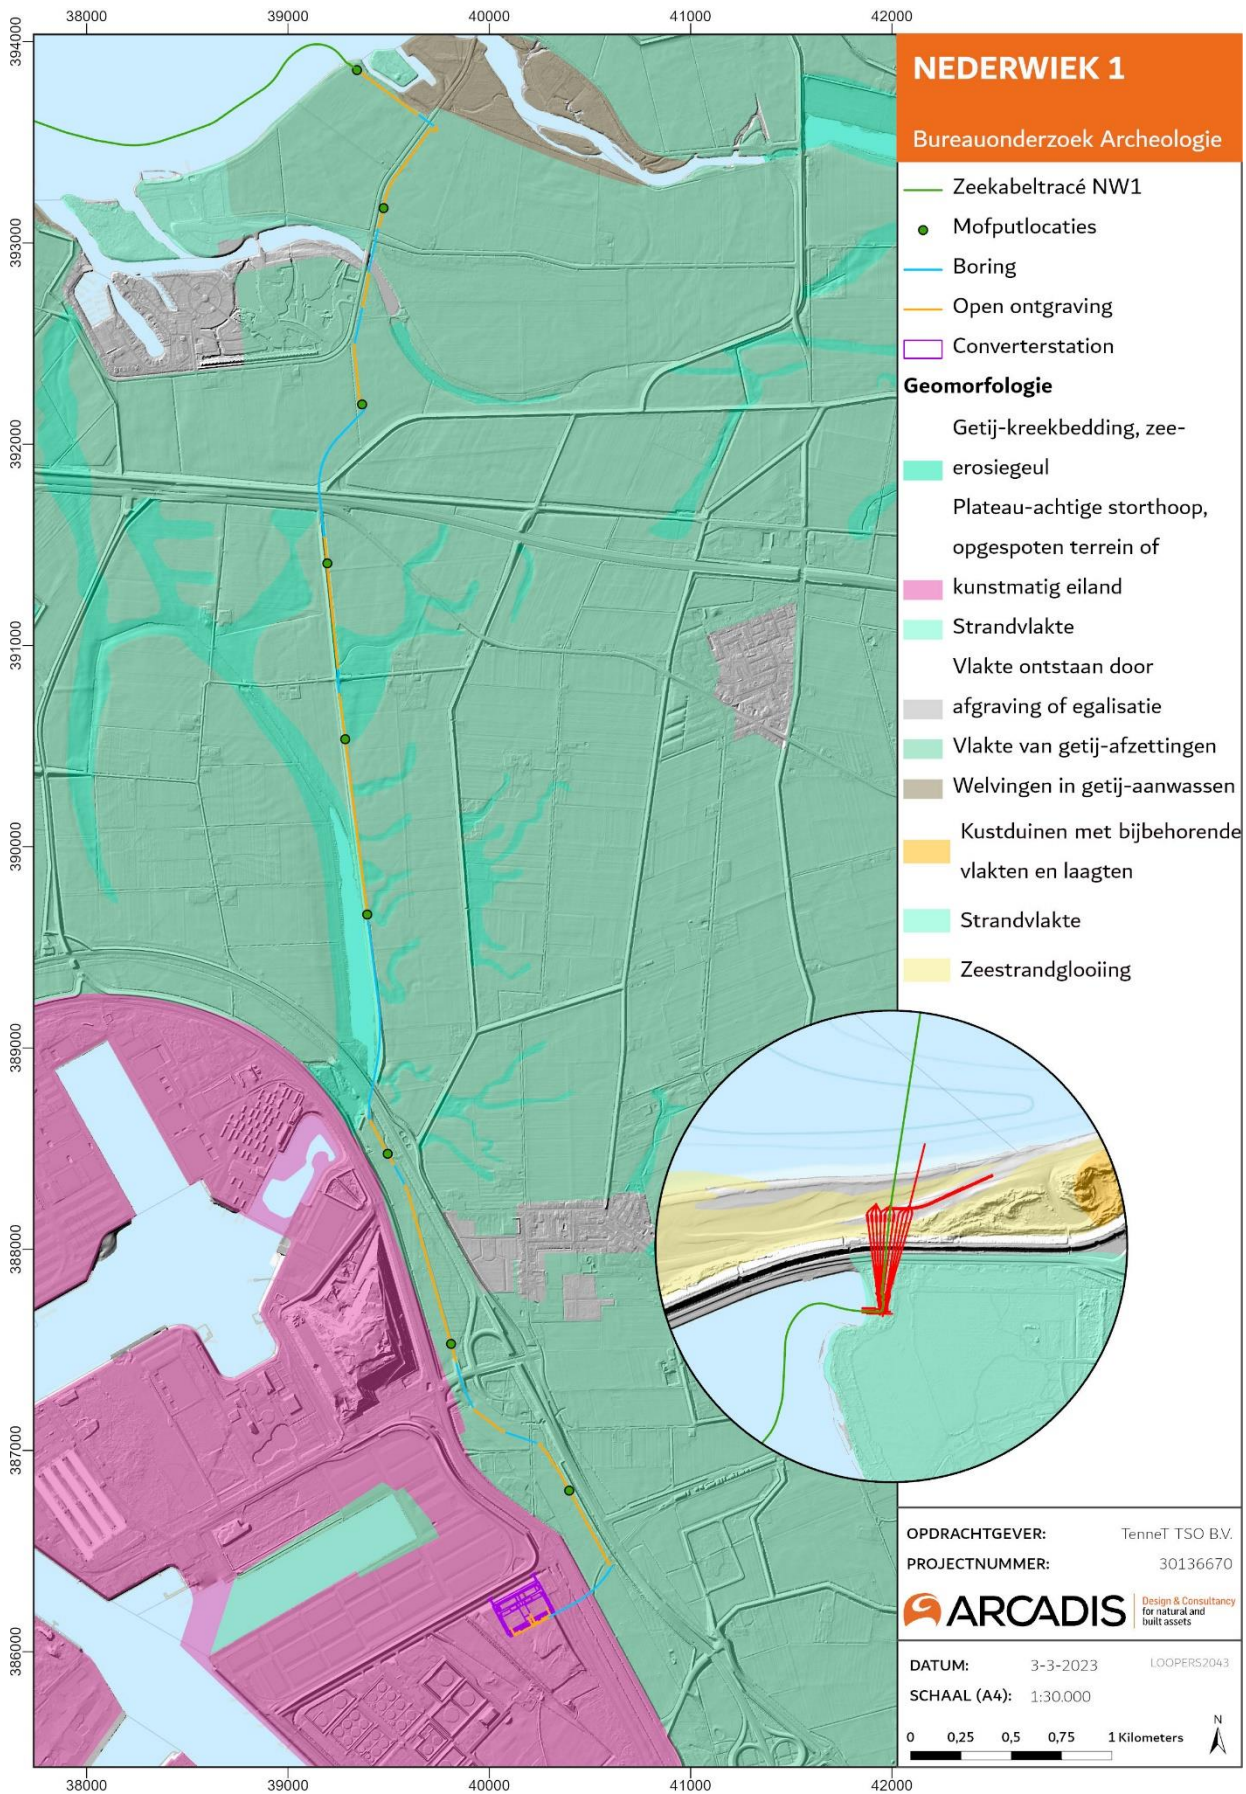 38000 39000 40000 41000 42000
394000
393000
392000
391000
390000
389000
388000
387000
386000
38000 39000 40000 41000 42000
NEDERWIEK 1
Bureauonderzoek Archeologie
Zeekabeltracé NW1
Mofputlocaties
Boring
Open ontgraving
Converterstation
Geomorfologie
Getij-kreekbedding, zee-
erosiegeul
Plateau-achtige storthoop,
opgespoten terrein of
kunstmatig eiland
Strandvlakte
Vlakte ontstaan door
afgraving of egalisatie
Vlakte van getij-afzettingen
Welvingen in getij-aanwassen
Kustduinen met bijbehorende
vlakten en laagten
Strandvlakte
Zeestrandglooiing
OPDRACHTGEVER: TenneT TSO B.V.
PROJECTNUMMER: 30136670
ARCADIS Design & Consultancy
for natural and
built assets
DATUM: 3-3-2023 LOOPERS2043
SCHAAL (A4): 1:30.000
N
0 0,25 0,5 0,75 1 Kilometers